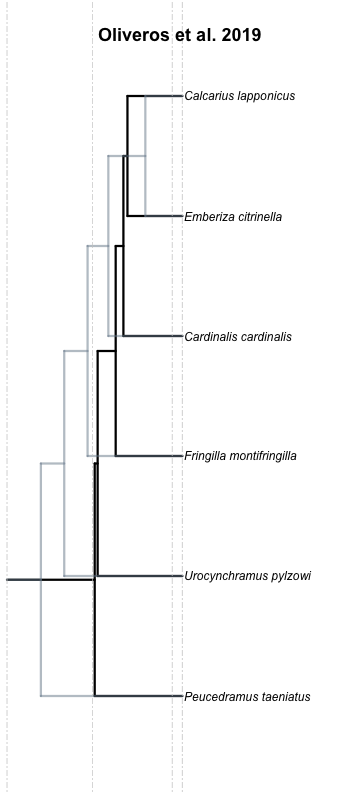 Oliveros et al. 2019
Calcarius lapponicus
Emberiza citrinella
Cardinalis cardinalis
Fringilla montifringilla
Urocynchramus pylzowi
Peucedramus taeniatus